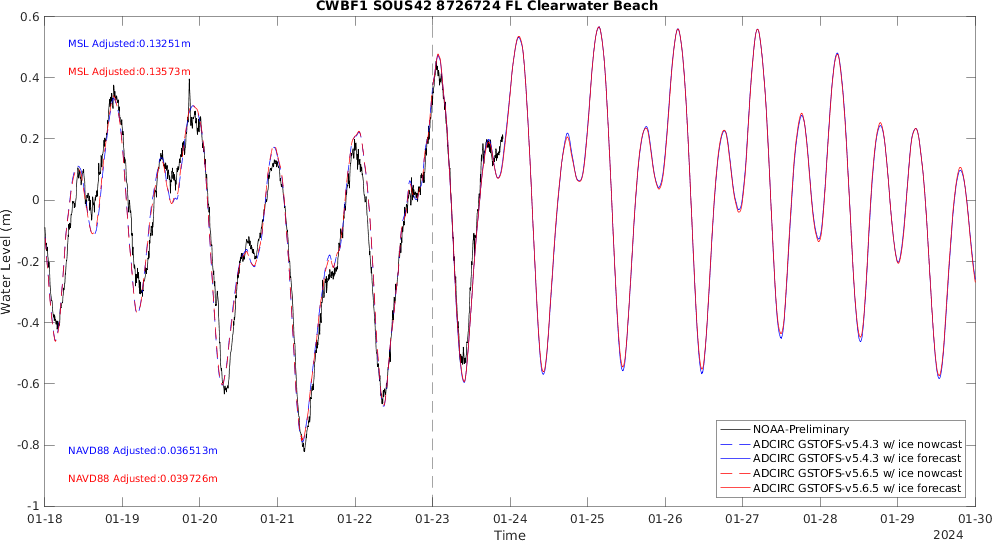 CWBF1 SOUS42 8726724 FL Clearwater Beach
0.6
0.4
0.2
0
-0.2
-0.4
-0.6
-0.8
-1
Water Level (m)
MSL Adjusted:0.13251m
MSL Adjusted:0.13573m
NAVD88 Adjusted:0.036513m
NAVD88 Adjusted:0.039726m
NOAA-Preliminary
ADCIRC GSTOFS-v5.4.3 w/ ice nowcast
ADCIRC GSTOFS-v5.4.3 w/ ice forecast
ADCIRC GSTOFS-v5.6.5 w/ ice nowcast
ADCIRC GSTOFS-v5.6.5 w/ ice forecast
01-18 01-19 01-20 01-21 01-22 01-23 01-24 01-25 01-26 01-27 01-28 01-29 01-30
Time
2024